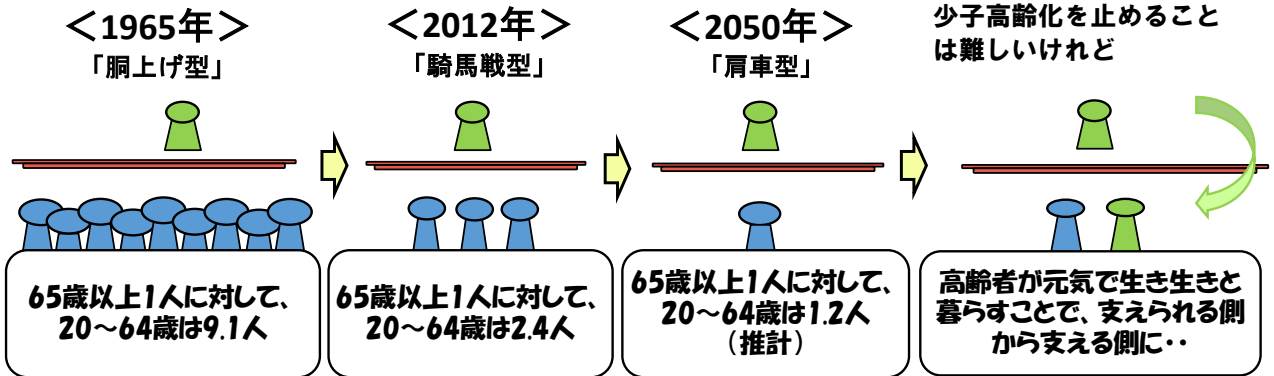 ＜1965年＞
「胴上げ型」
65歳以上1人に対して、
20～64歳は9.1人
＜2012年＞
「騎馬戦型」
65歳以上1人に対して、
20～64歳は2.4人
＜2050年＞
「肩車型」
65歳以上1人に対して、
20～64歳は1.2人
（推計）
少子高齢化を止めること
は難しいけれど
高齢者が元気で生き生きと
暮らすことで、支えられる側
から支える側に・・